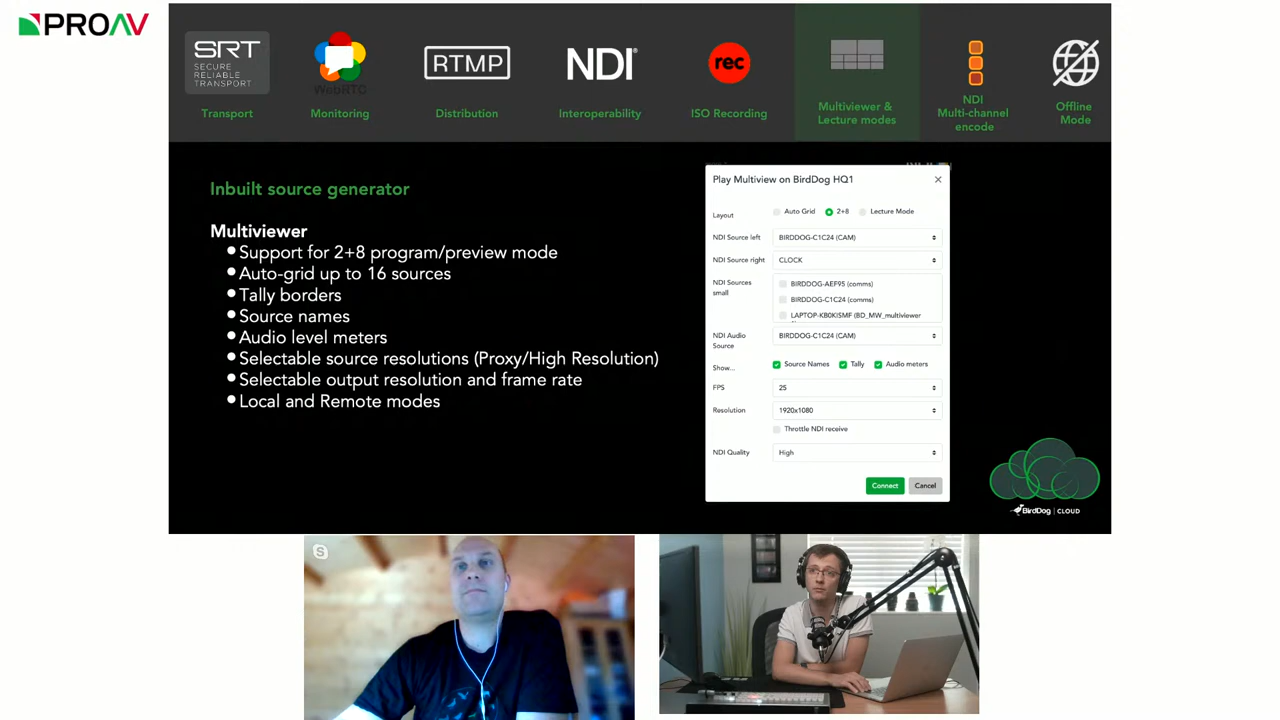 PROAV
SRT
SECURE
RELIABLE
TRANSPORT
Transport
WebRTC
Monitoring
RTMP
Distribution
NDI®
Interoperability
rec
ISO Recording
Multiviewer &
Lecture modes
NDI
Multi-channel
encode
Offline
Mode
Inbuilt source generator
Multiviewer
• Support for 2+8 program/preview mode
• Auto-grid up to 16 sources
• Tally borders
• Source names
• Audio level meters
• Selectable source resolutions (Proxy/High Resolution)
• Selectable output resolution and frame rate
• Local and Remote modes
Play Multiview on BirdDog HQ1
Layout Auto Grid 2+8 Lecture Mode
NDI Source left BIRDDOG-C1C24 (CAM)
NDI Source right CLOCK
NDI Sources
small
BIRDDOG-AEF95 (comms)
BIRDDOG-C1C24 (comms)
LAPTOP-KB0KISMF (BD_MW_multiviewer
NDI Audio
Source
BIRDDOG-C1C24 (CAM)
Show... Source Names Tally Audio meters
FPS 25
Resolution 1920x1080
Throttle NDI receive
NDI Quality High
Connect Cancel
BirdDog | CLOUD
S